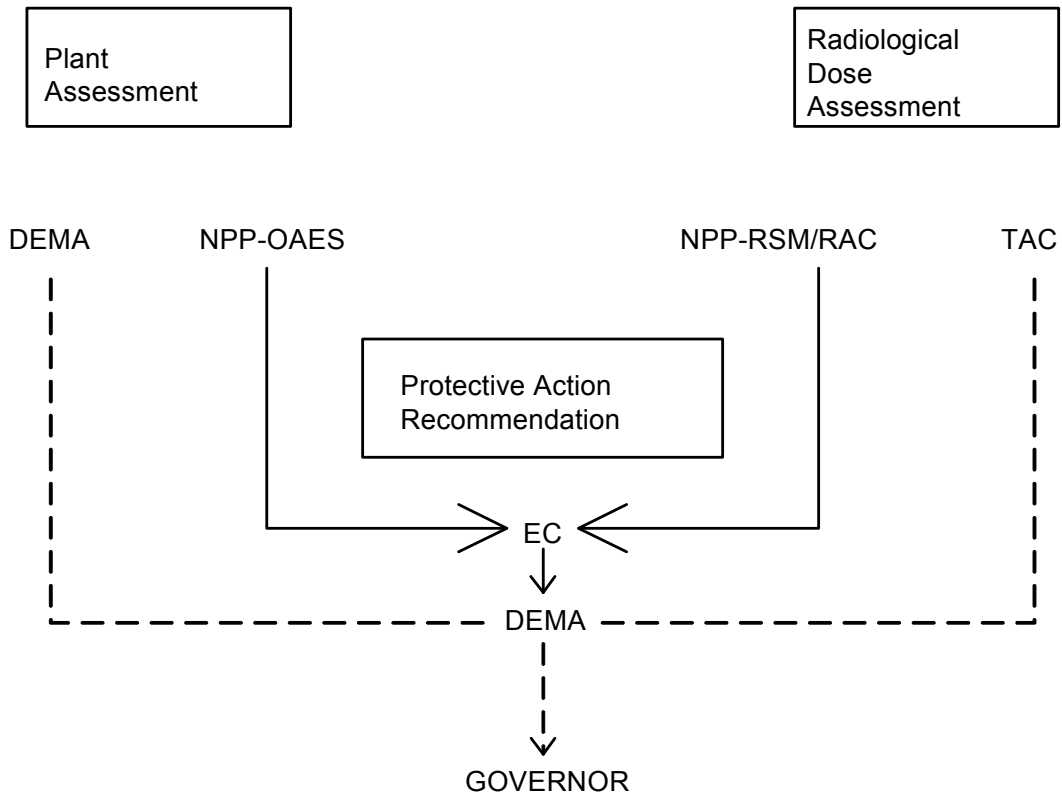 Plant
Assessment
Radiological
Dose
Assessment
DEMA
NPP-OAES
NPP-RSM/RAC
TAC
Protective Action
Recommendation
EC
DEMA
GOVERNOR